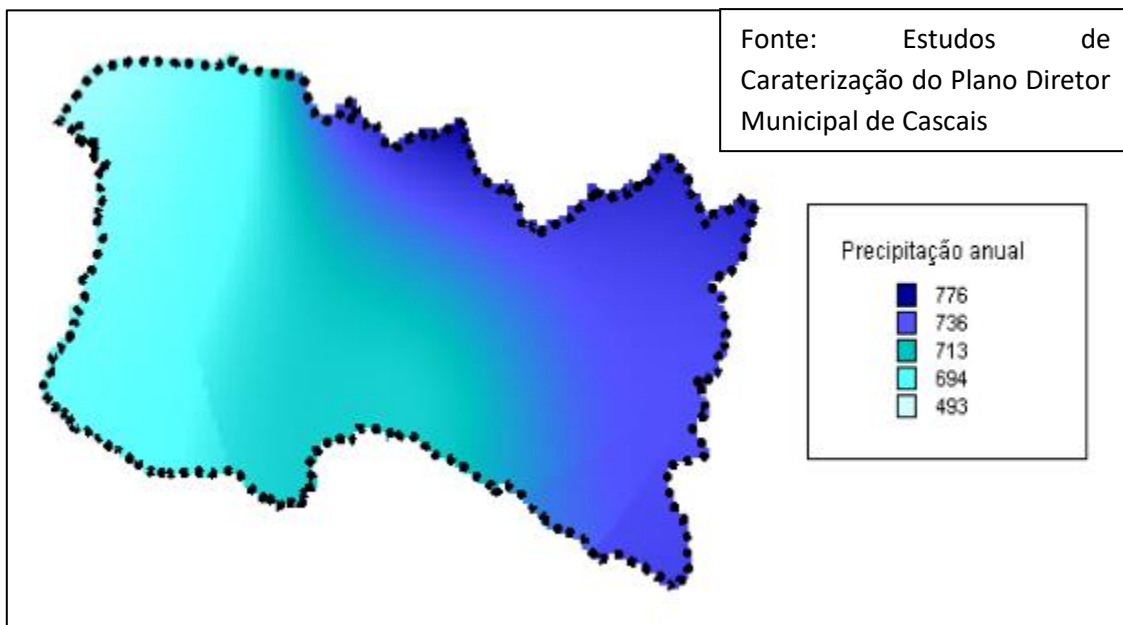 Fonte: Estudos de
Caraterização do Plano Diretor
Municipal de Cascais
Precipitação anual
776
736
713
694
493